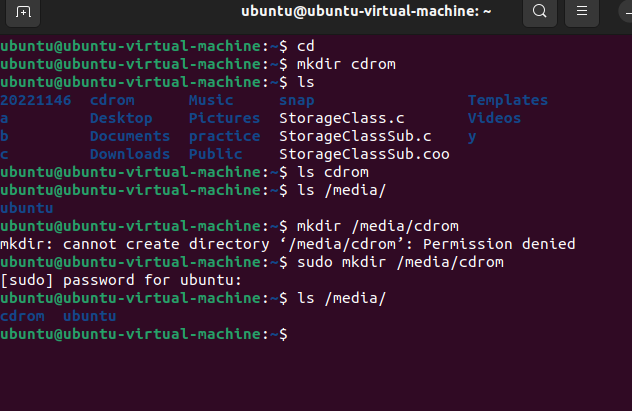 ubuntu@ubuntu-virtual-machine: ~
ubuntu@ubuntu-virtual-machine:~$ cd
ubuntu@ubuntu-virtual-machine:~$ mkdir cdrom
ubuntu@ubuntu-virtual-machine:~$ ls
20221146  cdrom      Music     snap                 Templates
a         Desktop    Pictures  StorageClass.c       Videos
b         Documents  practice  StorageClassSub.c    y
c         Downloads  Public    StorageClassSub.coo
ubuntu@ubuntu-virtual-machine:~$ ls cdrom
ubuntu@ubuntu-virtual-machine:~$ ls /media/
ubuntu
ubuntu@ubuntu-virtual-machine:~$ mkdir /media/cdrom
mkdir: cannot create directory ‘/media/cdrom’: Permission denied
ubuntu@ubuntu-virtual-machine:~$ sudo mkdir /media/cdrom
[sudo] password for ubuntu:
ubuntu@ubuntu-virtual-machine:~$ ls /media/
cdrom  ubuntu
ubuntu@ubuntu-virtual-machine:~$